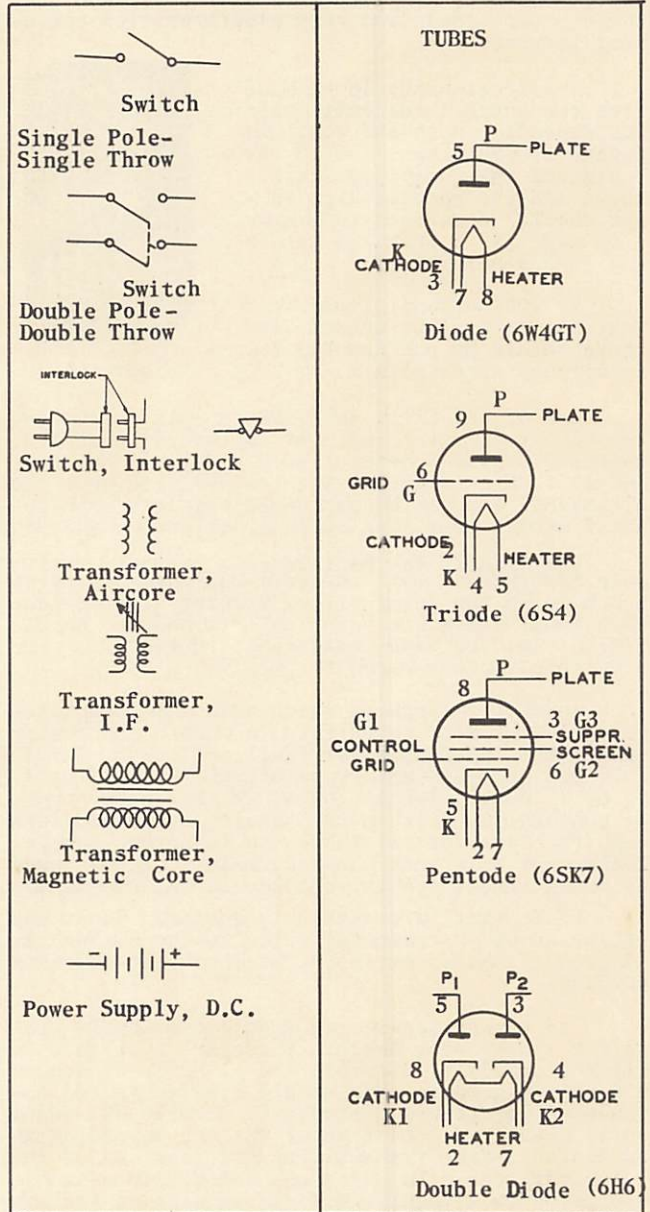 Switch
Single Pole-
Single Throw
Switch
Double Pole-
Double Throw
INTERLOCK
Switch, Interlock
Transformer,
Aircore
Transformer,
I.F.
Transformer,
Magnetic Core
- +
Power Supply, D.C.
TUBES
P
5 PLATE
K
CATHODE HEATER
3 7 8
Diode (6W4GT)
P
9 PLATE
GRID 6
G
CATHODE 2 HEATER
K 4 5
Triode (6S4)
P
8 PLATE
G1 3 G3
SUPPR.
CONTROL SCREEN
GRID 6 G2
5
K
2 7
Pentode (6SK7)
P1 P2
5 3
8 4
CATHODE CATHODE
K1 K2
HEATER
2 7
Double Diode (6H6)